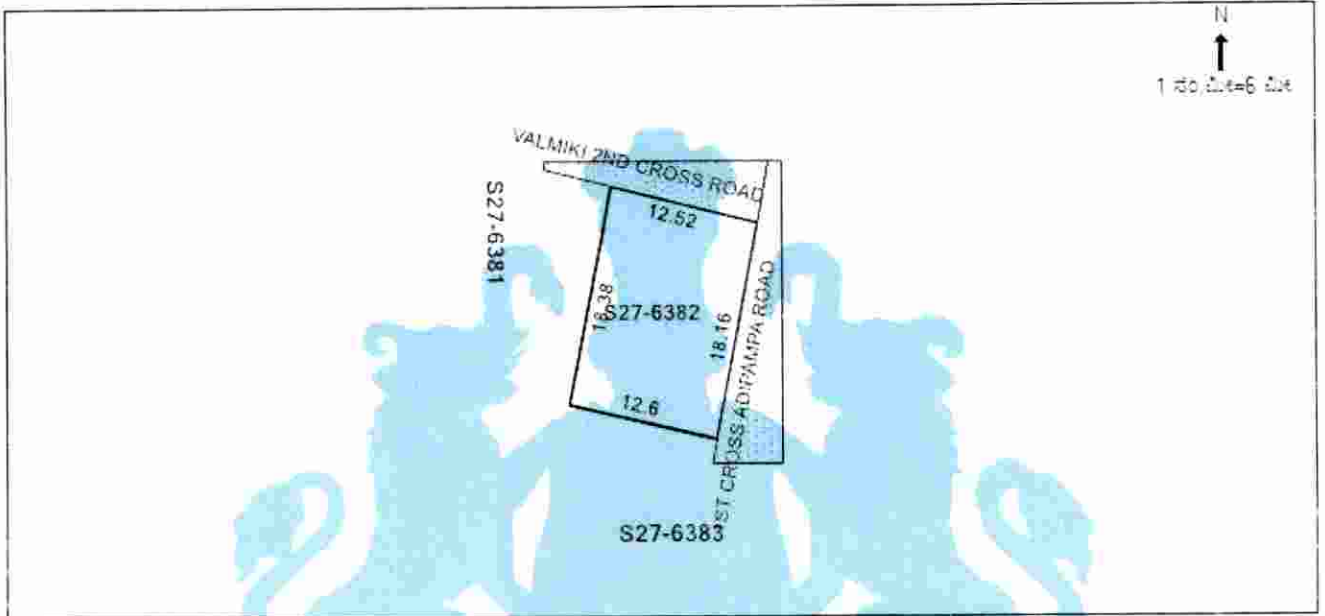 N
1 ಸೆಂ.ಮೀ=6 ಮೀ
VALMIKI 2ND CROSS ROAD
S27-6381
12.52
18.38
S27-6382
18.16
ST CROSS ADIPAMPA ROAD
12.6
S27-6383